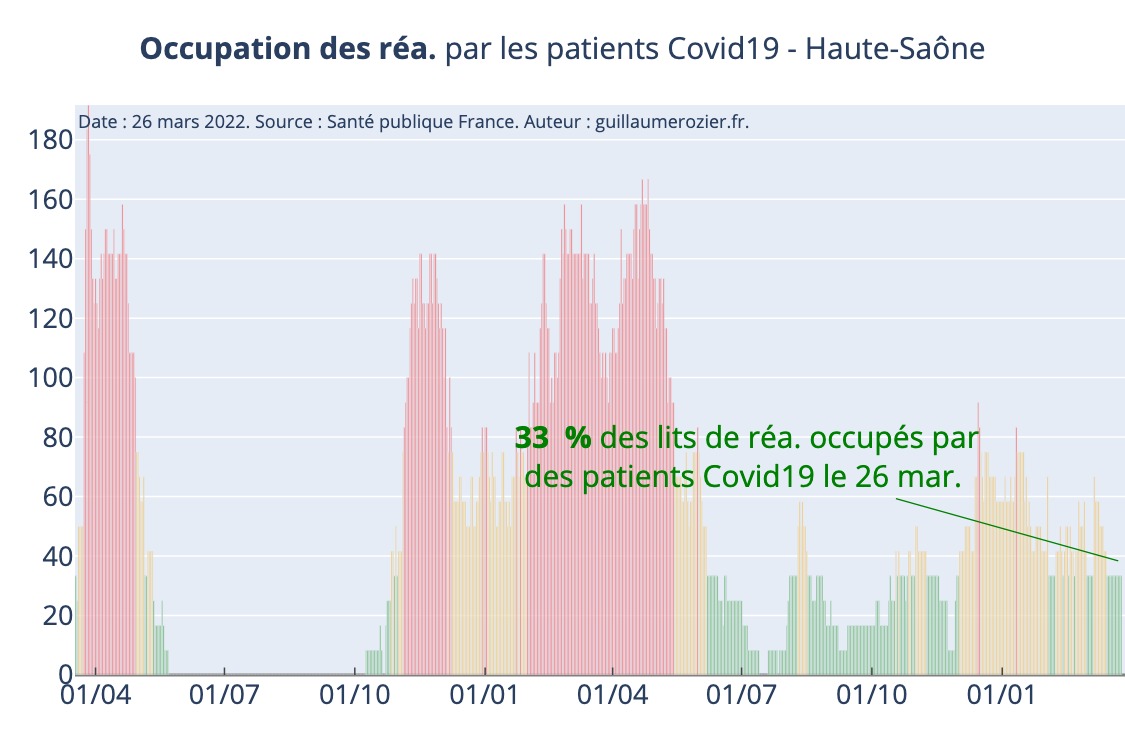 Occupation des réa. par les patients Covid19 - Haute-Saône
Date : 26 mars 2022. Source : Santé publique France. Auteur : guillaumerozier.fr.
180
160
140
120
100
80
60
40
20
0
33 % des lits de réa. occupés par
des patients Covid19 le 26 mar.
01/04 01/07 01/10 01/01 01/04 01/07 01/10 01/01